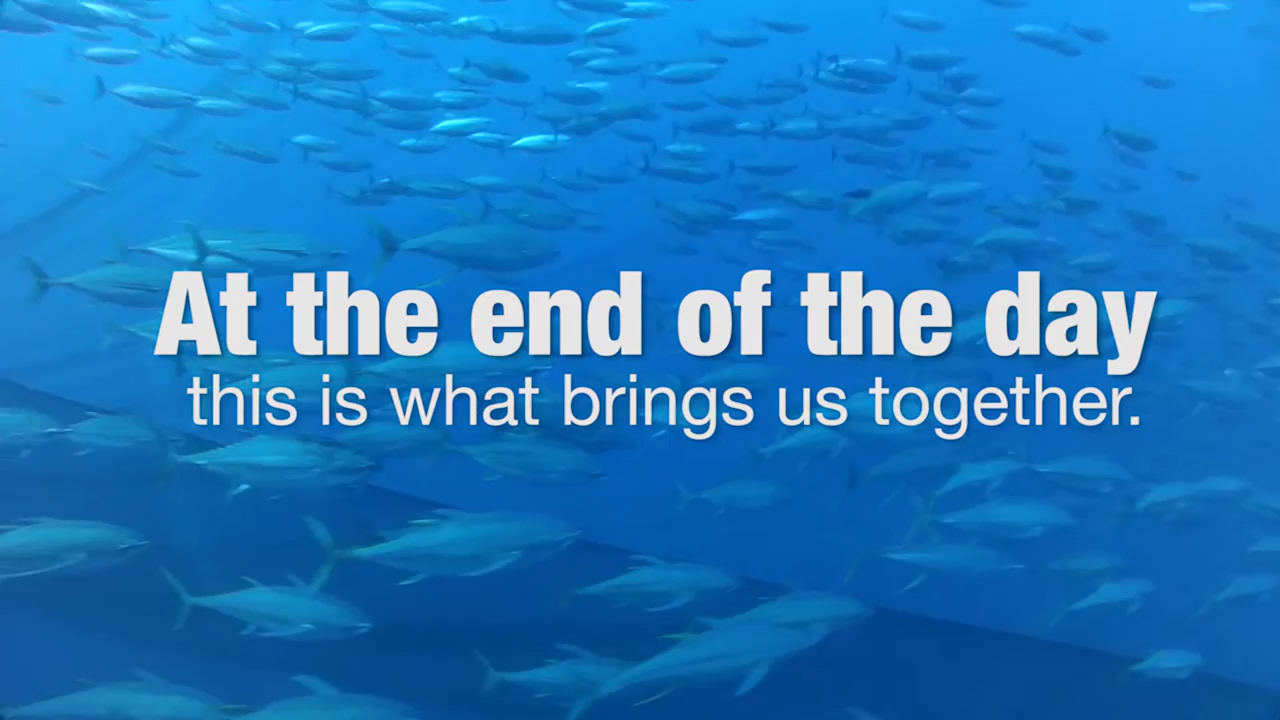 At the end of the day
this is what brings us together.